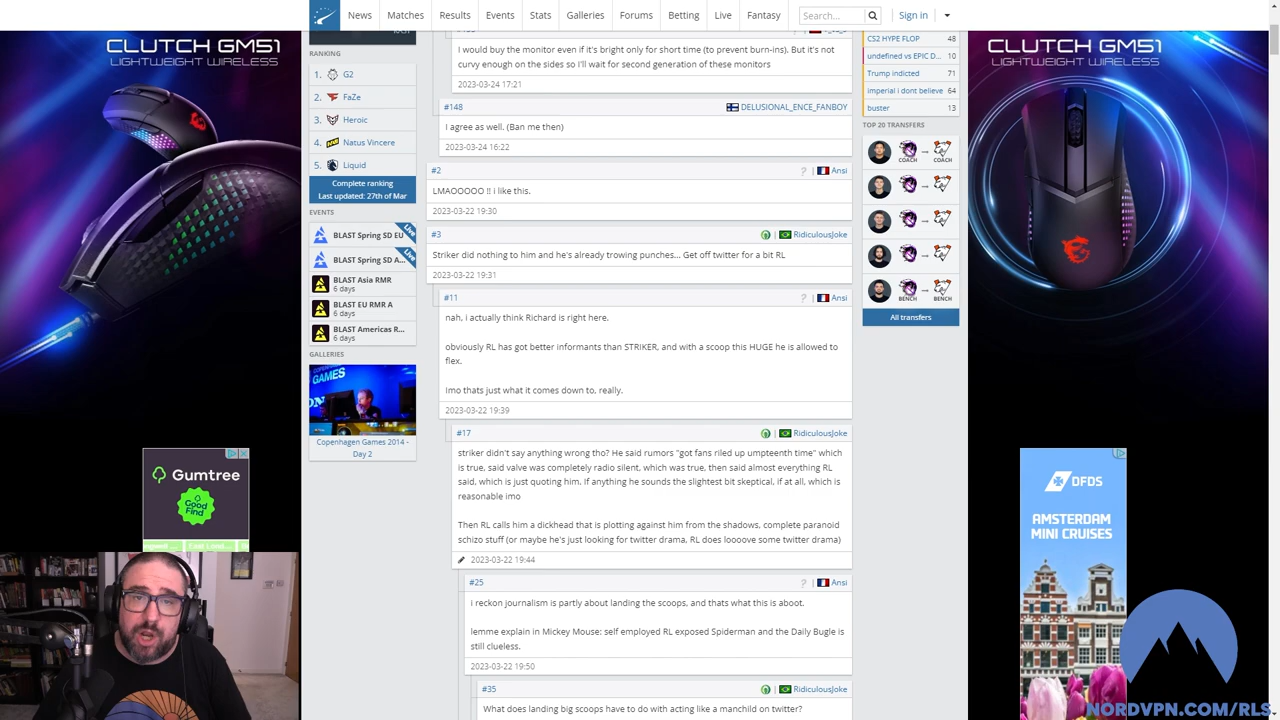 News
Matches
Results
Events
Stats
Galleries
Forums
Betting
Live
Fantasy
Search...
Sign in
CLUTCH GM51
LIGHTWEIGHT WIRELESS
RANKING
1. G2
2. FaZe
3. Heroic
4. Natus Vincere
5. Liquid
Complete ranking
Last updated: 27th of Mar
EVENTS
BLAST Spring SD EU
Live
BLAST Spring SD A...
Live
BLAST Asia RMR
6 days
BLAST EU RMR A
6 days
BLAST Americas R...
6 days
GALLERIES
GAMES
Copenhagen Games 2014 -
Day 2
Gumtree
Good
Find
I would buy the monitor even if it's bright only for short time (to prevent burn in). But it's not
curvy enough on the sides so I'll wait for second generation of these monitors
2023-03-24 17:21
#148
DELUSIONAL_ENCE_FANBOY
I agree as well. (Ban me then)
2023-03-24 16:22
#2
? | Ansi
LMAOOOOO !! i like this.
2023-03-22 19:30
#3
| RidiculousJoke
Striker did nothing to him and he's already trowing punches... Get off twitter for a bit RL
2023-03-22 19:31
#11
? | Ansi
nah, i actually think Richard is right here.
obviously RL has got better informants than STRIKER, and with a scoop this HUGE he is allowed to
flex.
Imo thats just what it comes down to, really.
2023-03-22 19:39
#17
| RidiculousJoke
striker didn't say anything wrong tho? He said rumors "got fans riled up umpteenth time" which
is true, said valve was completely radio silent, which was true, then said almost everything RL
said, which is just quoting him, if anything he sounds the slightest bit skeptical, if at all, which is
reasonable imo
Then RL calls him a dickhead that is plotting against him from the shadows, complete paranoid
schizo stuff (or maybe he's just looking for twitter drama, RL does loooove some twitter drama)
2023-03-22 19:44
#25
? | Ansi
i reckon journalism is partly about landing the scoops, and thats what this is about.
lemme explain in Mickey Mouse: self employed RL exposed Spiderman and the Daily Bugle is
still clueless.
2023-03-22 19:50
#35
| RidiculousJoke
What does landing big scoops have to do with acting like a manchild on twitter?
CS2 HYPE FLOP 48
undefined vs EPIC D... 10
Trump indicted 71
imperial i dont believe 64
buster 13
TOP 20 TRANSFERS
COACH COACH
BENCH BENCH
All transfers
CLUTCH GM51
LIGHTWEIGHT WIRELESS
DFDS
AMSTERDAM
MINI CRUISES
NORDVPN.COM/RLS